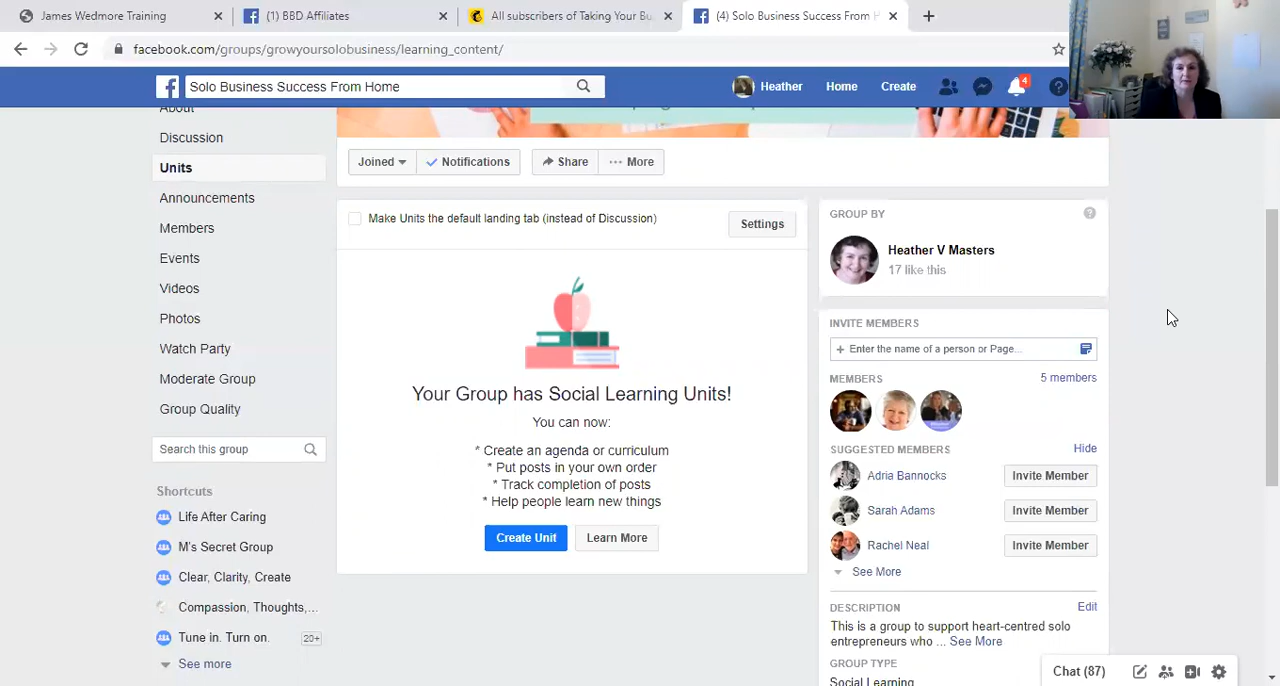 James Wedmore Training
(1) BBD Affiliates
All subscribers of Taking Your Bu
(4) Solo Business Success From H
facebook.com/groups/growyoursolobusiness/learning_content/
Solo Business Success From Home
Heather
Home
Create
4
About
Discussion
Units
Announcements
Members
Events
Videos
Photos
Watch Party
Moderate Group
Group Quality
Search this group
Shortcuts
Life After Caring
M's Secret Group
Clear, Clarity, Create
Compassion, Thoughts,...
Tune in. Turn on. 20+
See more
Joined
Notifications
Share
More
Make Units the default landing tab (instead of Discussion)
Settings
Your Group has Social Learning Units!
You can now:
* Create an agenda or curriculum
* Put posts in your own order
* Track completion of posts
* Help people learn new things
Create Unit
Learn More
GROUP BY
Heather V Masters
17 like this
INVITE MEMBERS
+ Enter the name of a person or Page...
MEMBERS
5 members
SUGGESTED MEMBERS
Hide
Adria Bannocks
Invite Member
Sarah Adams
Invite Member
Rachel Neal
Invite Member
See More
DESCRIPTION
Edit
This is a group to support heart-centred solo
entrepreneurs who ... See More
GROUP TYPE
Social Learning
Chat (87)